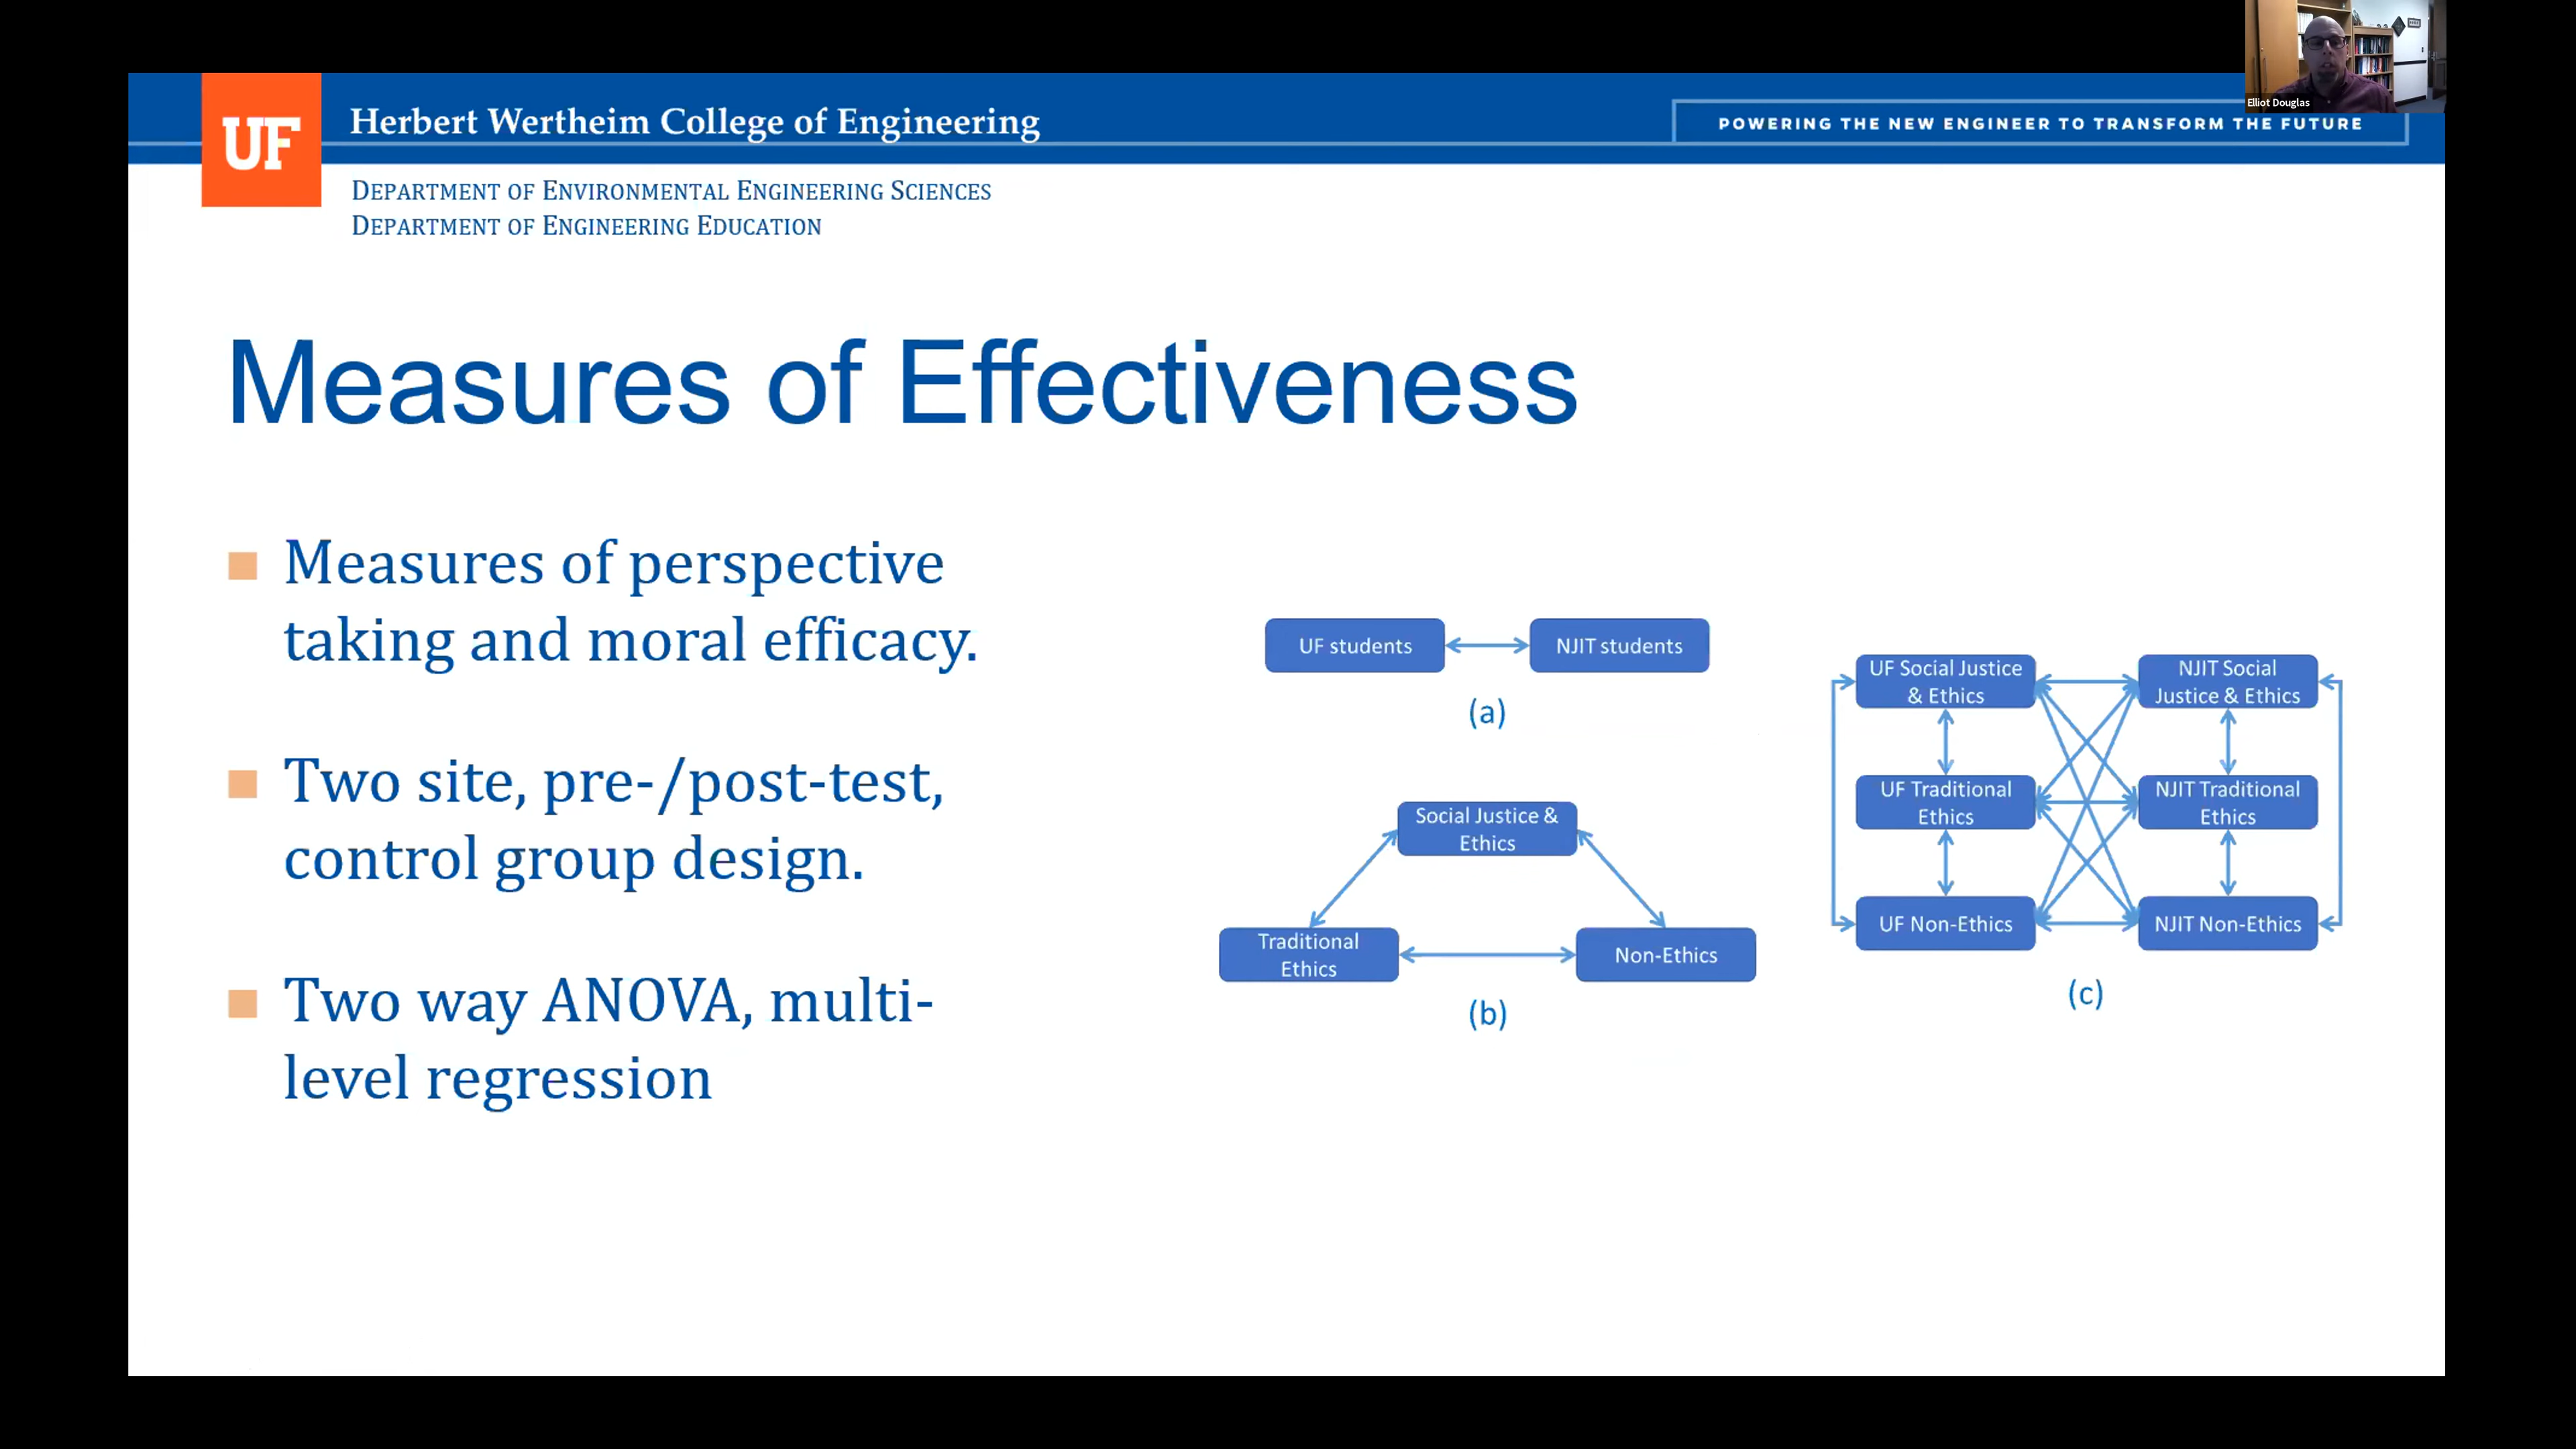 Elliot Douglas
UF
Herbert Wertheim College of Engineering
POWERING THE NEW ENGINEER TO TRANSFORM THE FUTURE
DEPARTMENT OF ENVIRONMENTAL ENGINEERING SCIENCES
DEPARTMENT OF ENGINEERING EDUCATION
Measures of Effectiveness
Measures of perspective
taking and moral efficacy.
Two site, pre-/post-test,
control group design.
Two way ANOVA, multi-
level regression
UF students
NJIT students
(a)
Social Justice &
Ethics
Traditional
Ethics
Non-Ethics
(b)
UF Social Justice
& Ethics
NJIT Social
Justice & Ethics
UF Traditional
Ethics
NJIT Traditional
Ethics
UF Non-Ethics
NJIT Non-Ethics
(c)